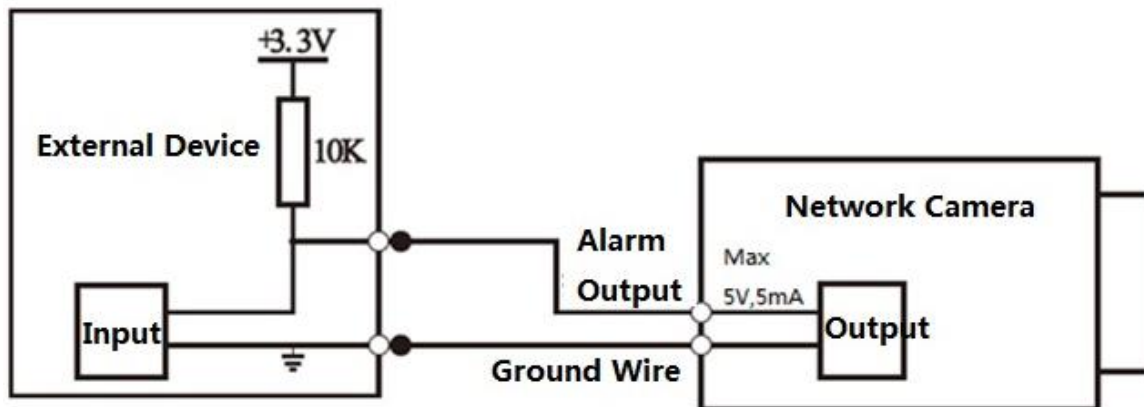 +3.3V
External Device
10K
Network Camera
Alarm
Output
Max
5V,5mA
Input
Output
Ground Wire